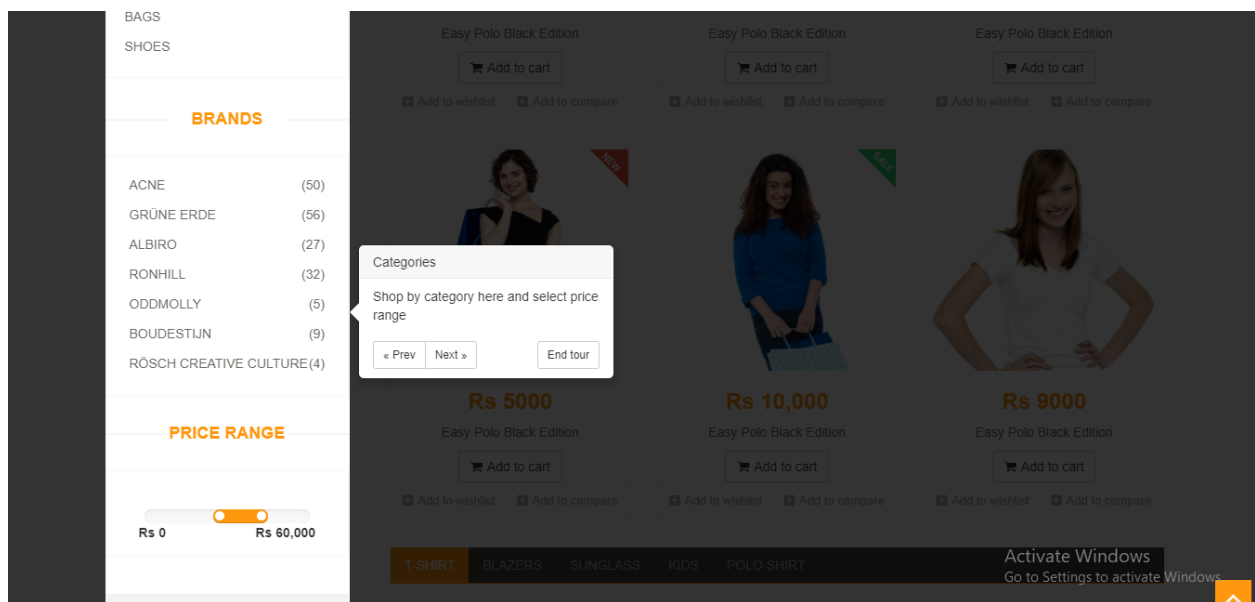 BAGS
SHOES
BRANDS
ACNE (50)
GRÜNE ERDE (56)
ALBIRO (27)
RONHILL (32)
ODDMOLLY (5)
BOUDESTIJN (9)
RÖSCH CREATIVE CULTURE(4)
PRICE RANGE
Rs 0 Rs 60,000
Categories
Shop by category here and select price
range
« Prev Next » End tour
Easy Polo Black Edition Easy Polo Black Edition Easy Polo Black Edition
Add to cart Add to cart Add to cart
Add to wishlist Add to compare Add to wishlist Add to compare Add to wishlist Add to compare
NEW SALE
Rs 5000 Rs 10,000 Rs 9000
Easy Polo Black Edition Easy Polo Black Edition Easy Polo Black Edition
Add to cart Add to cart Add to cart
Add to wishlist Add to compare Add to wishlist Add to compare Add to wishlist Add to compare
T-SHIRT BLAZERS SUNGLASS KIDS POLO SHIRT
Activate Windows
Go to Settings to activate Windows.